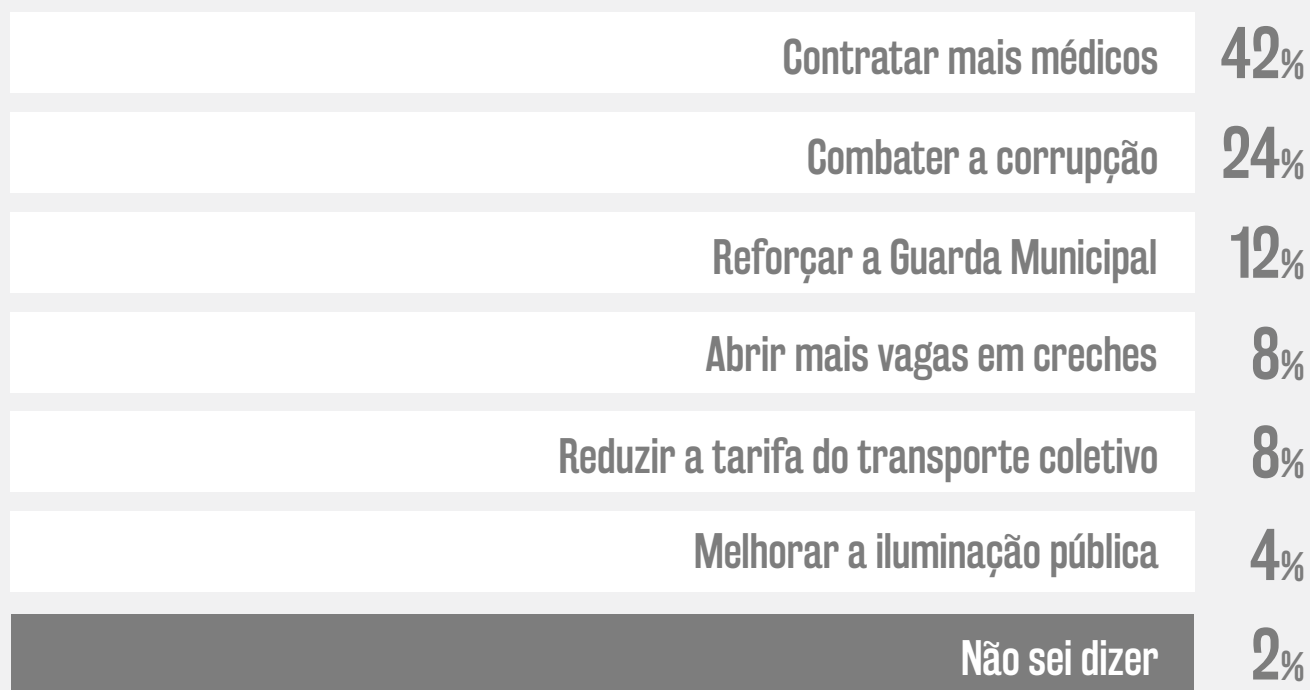 Contratar mais médicos 42%
Combater a corrupção 24%
Reforçar a Guarda Municipal 12%
Abrir mais vagas em creches 8%
Reduzir a tarifa do transporte coletivo 8%
Melhorar a iluminação pública 4%
Não sei dizer 2%